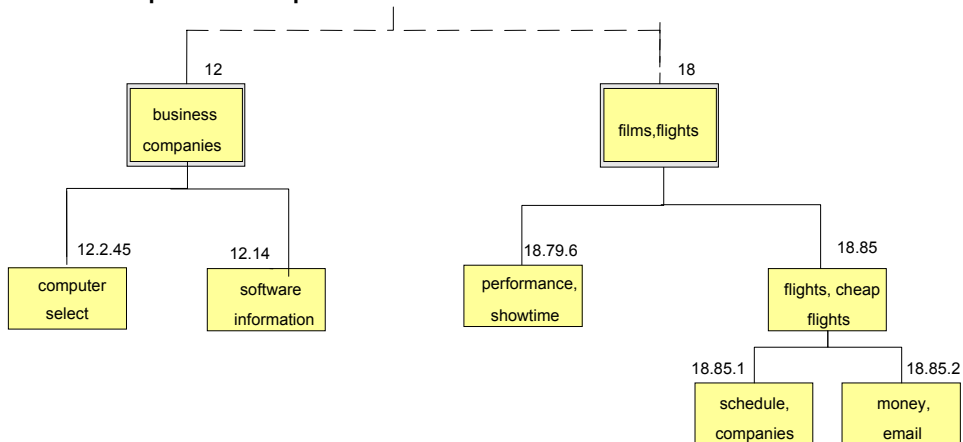 12
18
business
companies
films,flights
12.2.45
12.14
18.79.6
18.85
computer
select
software
information
performance,
showtime
flights, cheap
flights
18.85.1
18.85.2
schedule,
companies
money,
email